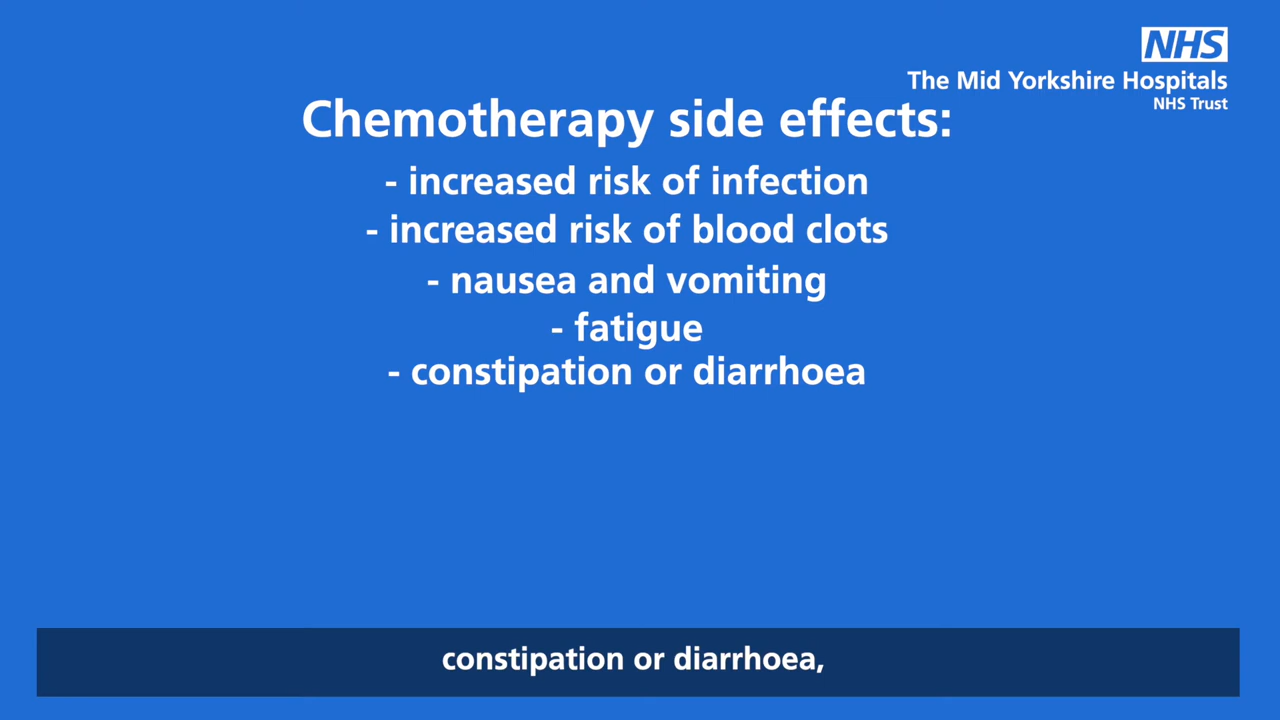 NHS
The Mid Yorkshire Hospitals
NHS Trust
Chemotherapy side effects:
- increased risk of infection
- increased risk of blood clots
- nausea and vomiting
- fatigue
- constipation or diarrhoea
constipation or diarrhoea,